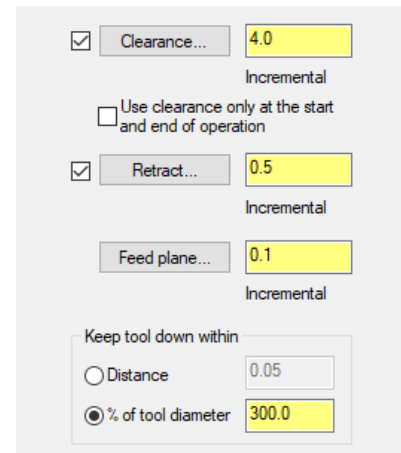 Clearance... 4.0
Incremental
Use clearance only at the start
and end of operation
Retract... 0.5
Incremental
Feed plane... 0.1
Incremental
Keep tool down within
Distance 0.05
% of tool diameter 300.0